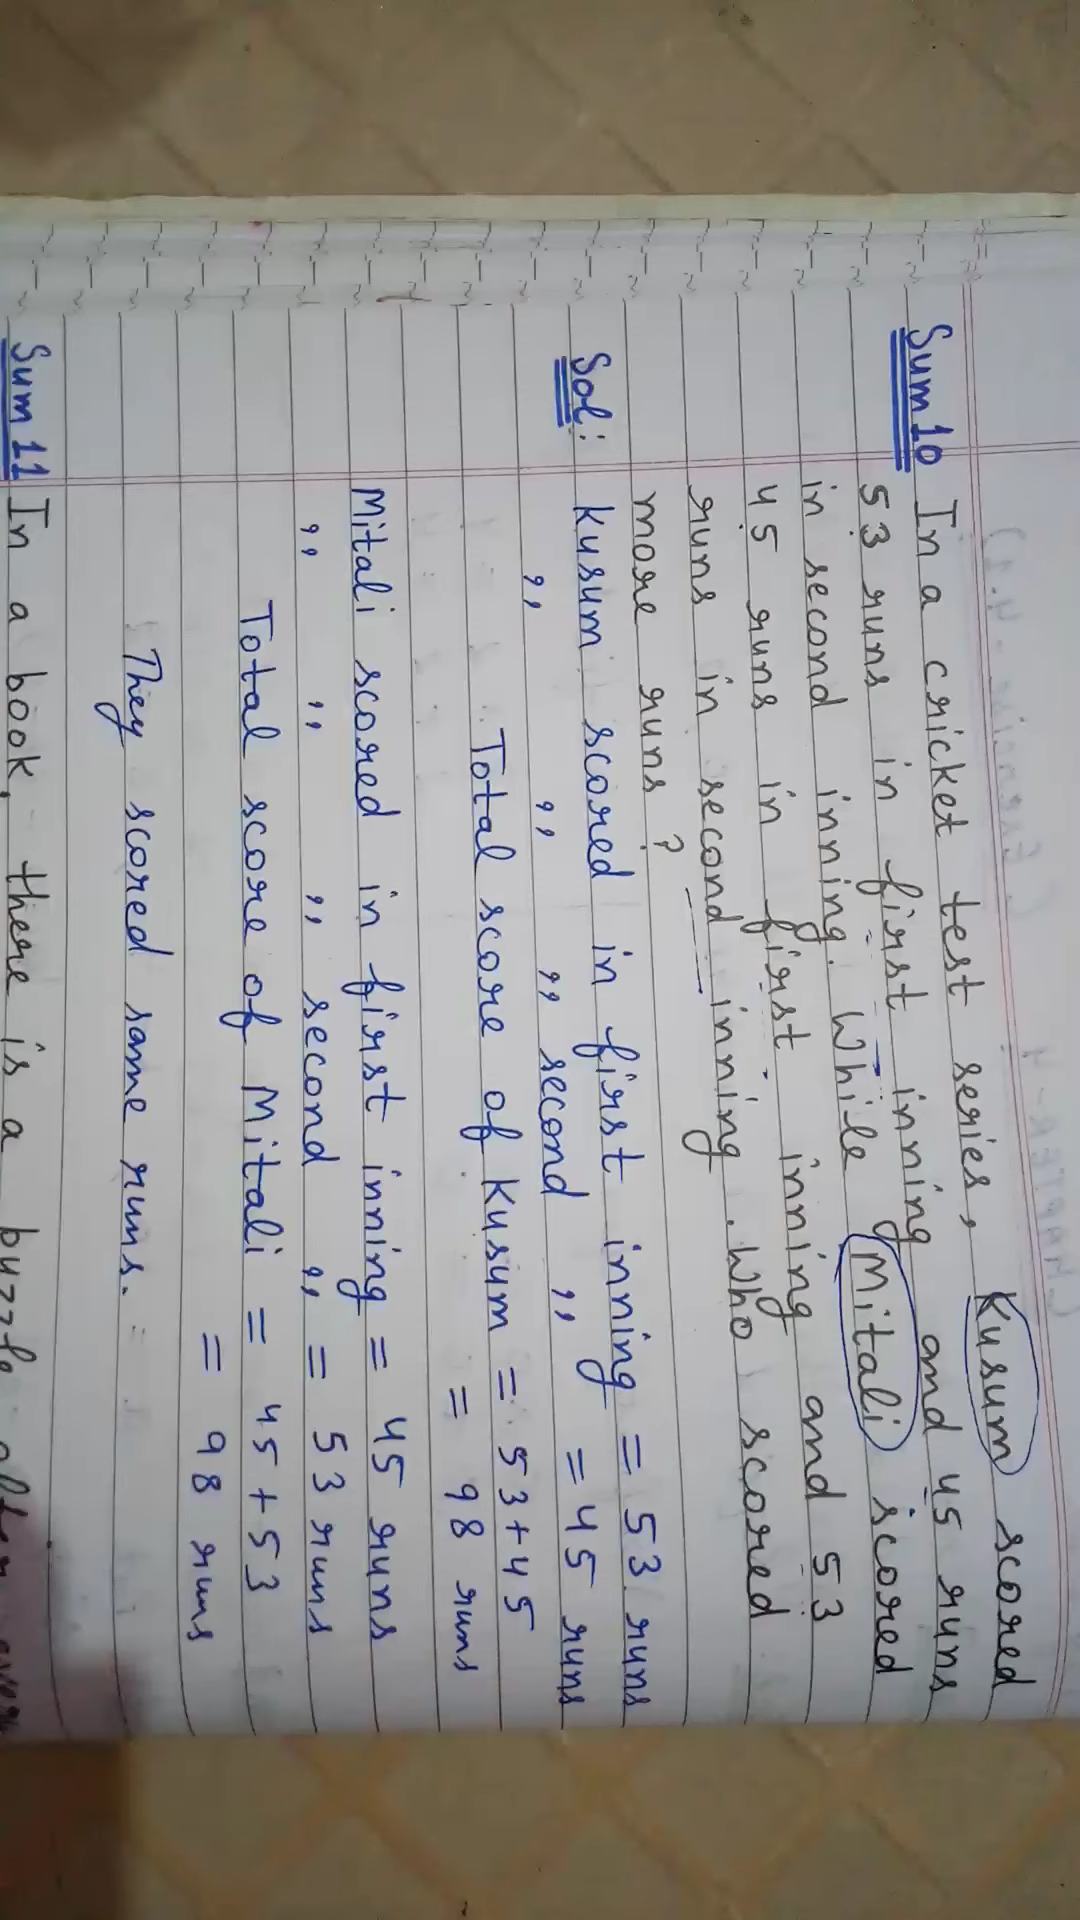 Sum 10 In a cricket test series, Kusum scored
53 runs in first inning and 45 runs
in second inning. While Mitali scored
45 runs in first inning and 53
runs in second inning. Who scored
more runs?
Sol: Kusum scored in first inning = 53 runs
,, ,, ,, second ,, = 45 runs
Total score of Kusum = 53+45
= 98 runs
Mitali scored in first inning = 45 runs
,, ,, ,, second ,, = 53 runs
Total score of Mitali = 45+53
= 98 runs
They scored same runs.
Sum 11 In a book, there is a puzzle